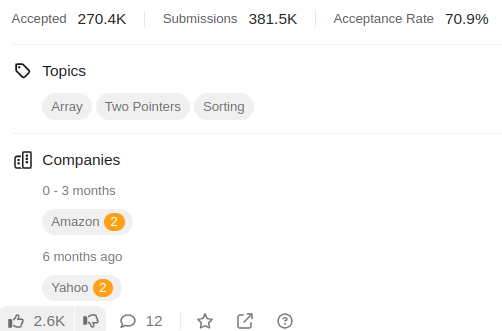 Accepted 270.4K Submissions 381.5K Acceptance Rate 70.9%
Topics
Array Two Pointers Sorting
Companies
0 - 3 months
Amazon 2
6 months ago
Yahoo 2
2.6K 12